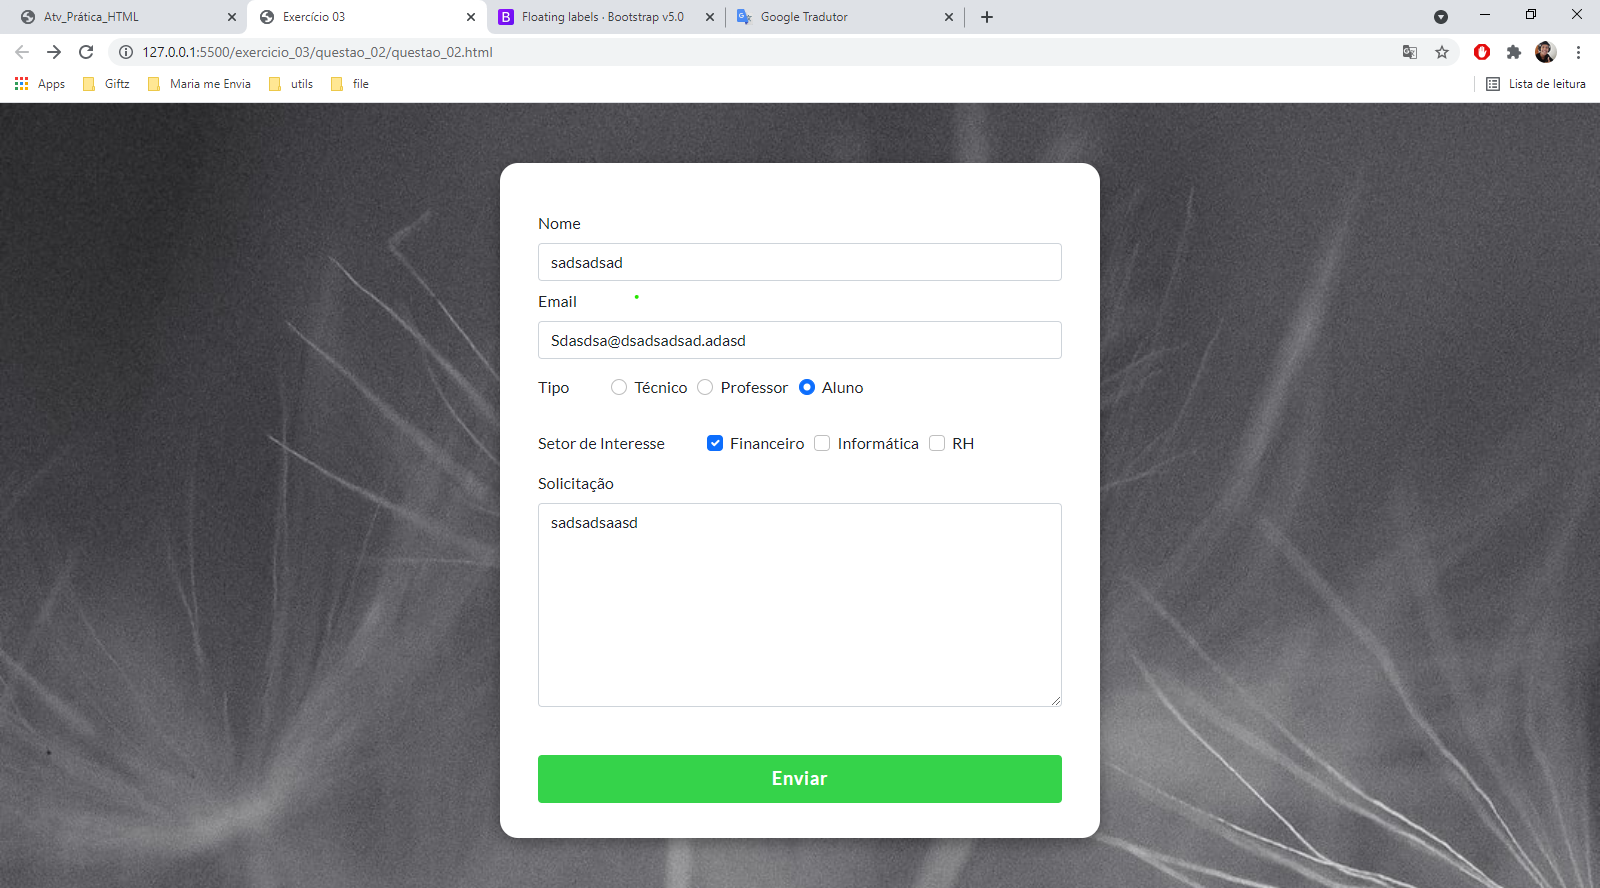 Atv_Prática_HTML
Exercício 03
Floating labels · Bootstrap v5.0
Google Tradutor
127.0.0.1:5500/exercicio_03/questao_02/questao_02.html
Apps
Giftz
Maria me Envia
utils
file
Lista de leitura
Nome
sadsadsad
Email
Sdasdsa@dsadsadsad.adasd
Tipo Técnico Professor Aluno
Setor de Interesse Financeiro Informática RH
Solicitação
sadsadsaasd
Enviar